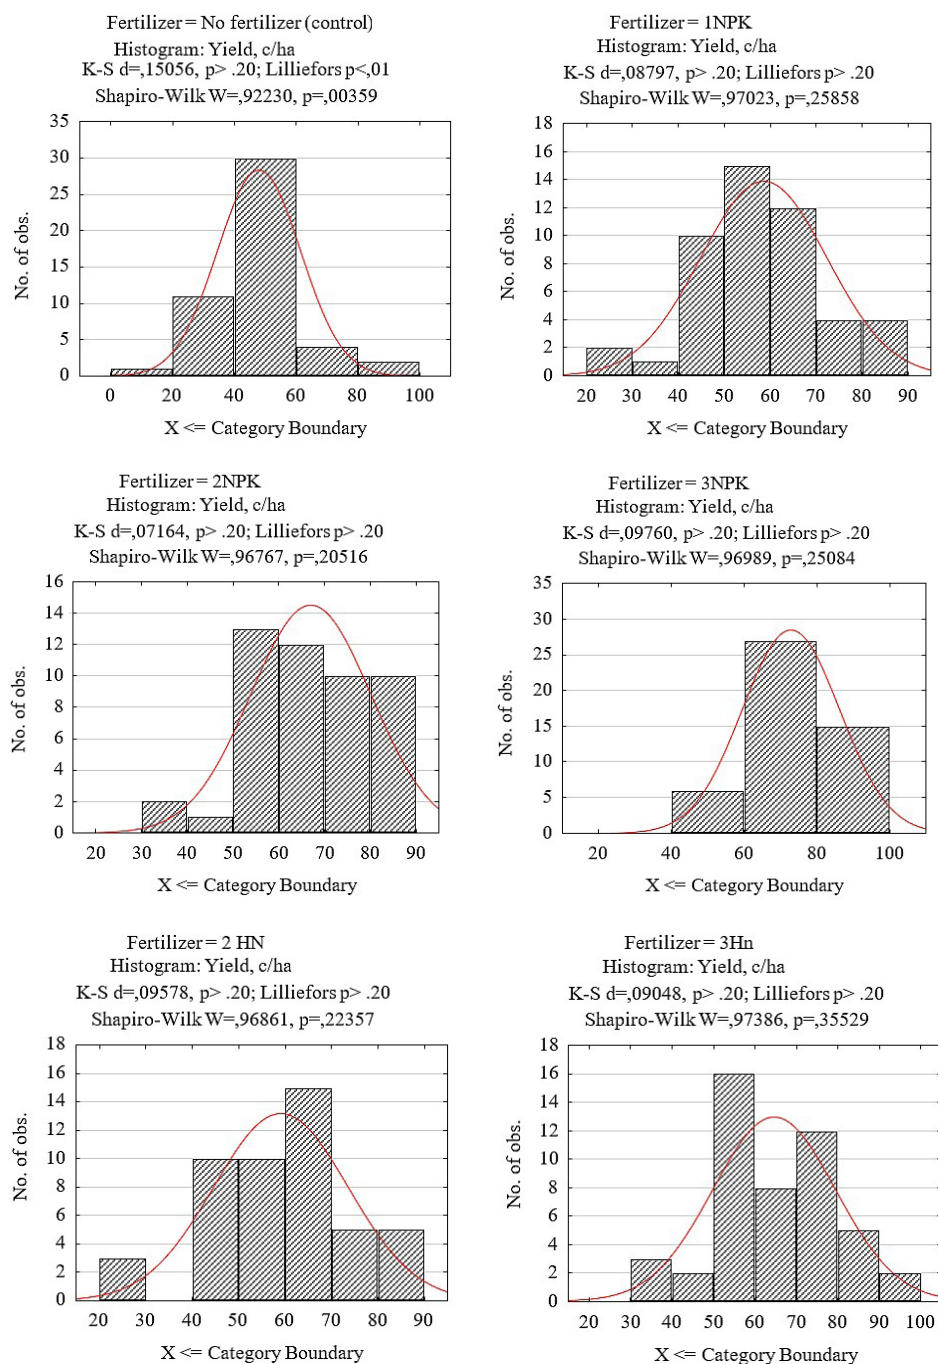 Fertilizer = No fertilizer (control)
Histogram: Yield, c/ha
K-S d=,15056, p> .20; Lilliefors p<,01
Shapiro-Wilk W=,92230, p=,00359
35
30
25
20
15
10
5
0
No. of obs.
0 20 40 60 80 100
X <= Category Boundary
Fertilizer = 1NPK
Histogram: Yield, c/ha
K-S d=,08797, p> .20; Lilliefors p> .20
Shapiro-Wilk W=,97023, p=,25858
18
16
14
12
10
8
6
4
2
0
No. of obs.
20 30 40 50 60 70 80 90
X <= Category Boundary
Fertilizer = 2NPK
Histogram: Yield, c/ha
K-S d=,07164, p> .20; Lilliefors p> .20
Shapiro-Wilk W=,96767, p=,20516
16
14
12
10
8
6
4
2
0
No. of obs.
20 30 40 50 60 70 80 90
X <= Category Boundary
Fertilizer = 3NPK
Histogram: Yield, c/ha
K-S d=,09760, p> .20; Lilliefors p> .20
Shapiro-Wilk W=,96989, p=,25084
35
30
25
20
15
10
5
0
No. of obs.
20 40 60 80 100
X <= Category Boundary
Fertilizer = 2 HN
Histogram: Yield, c/ha
K-S d=,09578, p> .20; Lilliefors p> .20
Shapiro-Wilk W=,96861, p=,22357
18
16
14
12
10
8
6
4
2
0
No. of obs.
20 30 40 50 60 70 80 90
X <= Category Boundary
Fertilizer = 3Hn
Histogram: Yield, c/ha
K-S d=,09048, p> .20; Lilliefors p> .20
Shapiro-Wilk W=,97386, p=,35529
18
16
14
12
10
8
6
4
2
0
No. of obs.
20 30 40 50 60 70 80 90 100
X <= Category Boundary